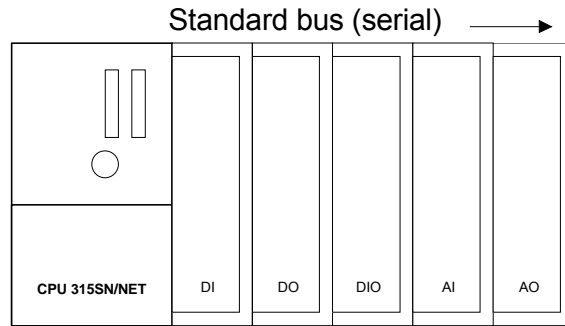 Standard bus (serial)
CPU 315SN/NET DI DO DIO AI AO